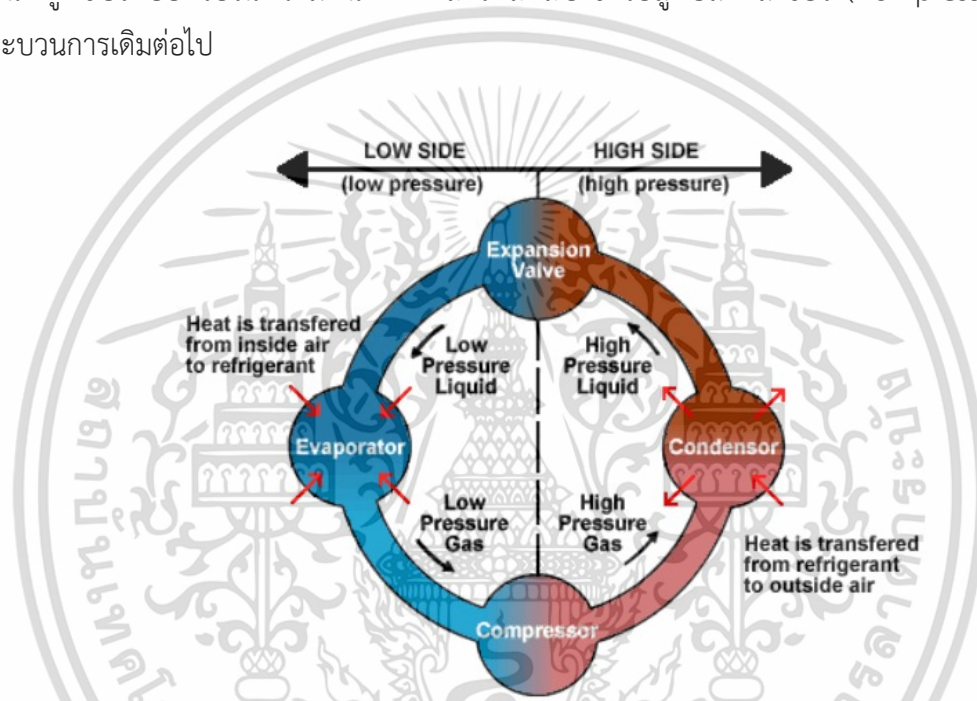 ะบวนการเดิมต่อไป
LOW SIDE
HIGH SIDE
(low pressure)
(high pressure)
Expansion
Valve
Heat is transfered
from inside air
to refrigerant
Low
Pressure
Liquid
High
Pressure
Liquid
Evaporator
Condensor
Low
Pressure
Gas
High
Pressure
Gas
Heat is transfered
from refrigerant
to outside air
Compressor